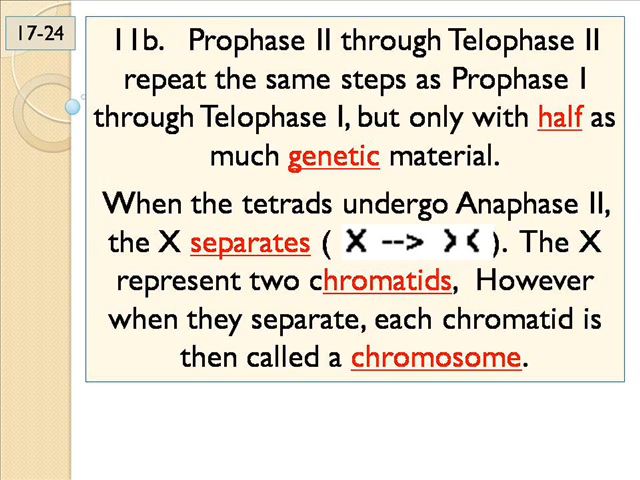 17-24
11b. Prophase II through Telophase II
repeat the same steps as Prophase I
through Telophase I, but only with half as
much genetic material.
When the tetrads undergo Anaphase II,
the X separates ( X --> > < ). The X
represent two chromatids, However
when they separate, each chromatid is
then called a chromosome.